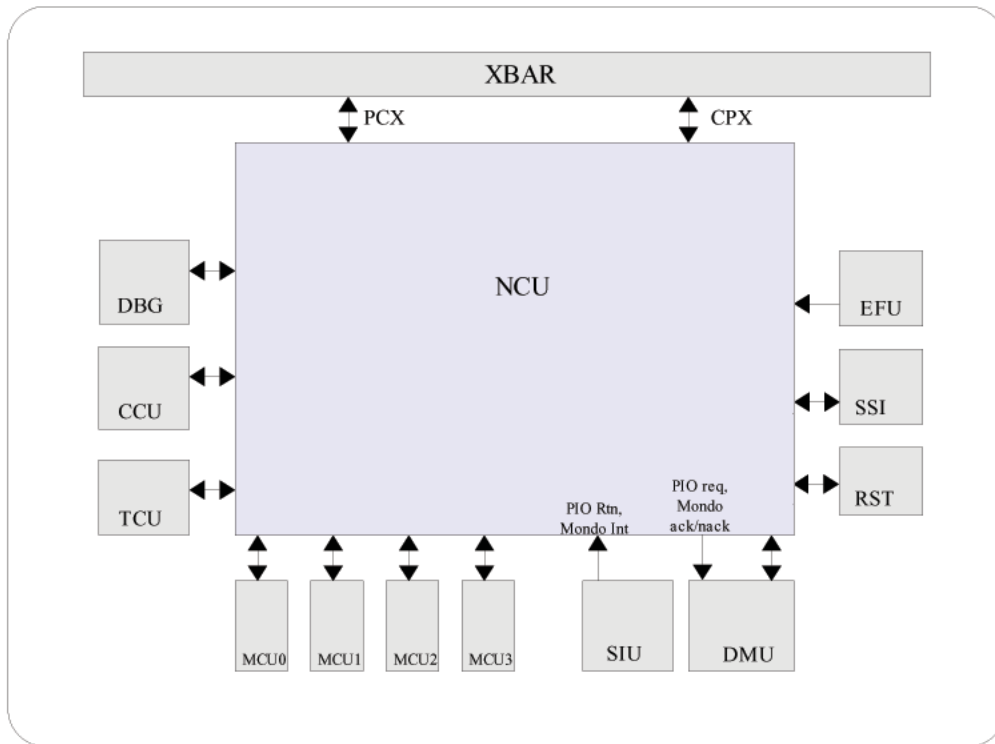 XBAR
PCX
CPX
NCU
DBG
EFU
CCU
SSI
TCU
RST
PIO Rtn,
Mondo Int
PIO req,
Mondo
ack/nack
MCU0
MCU1
MCU2
MCU3
SIU
DMU